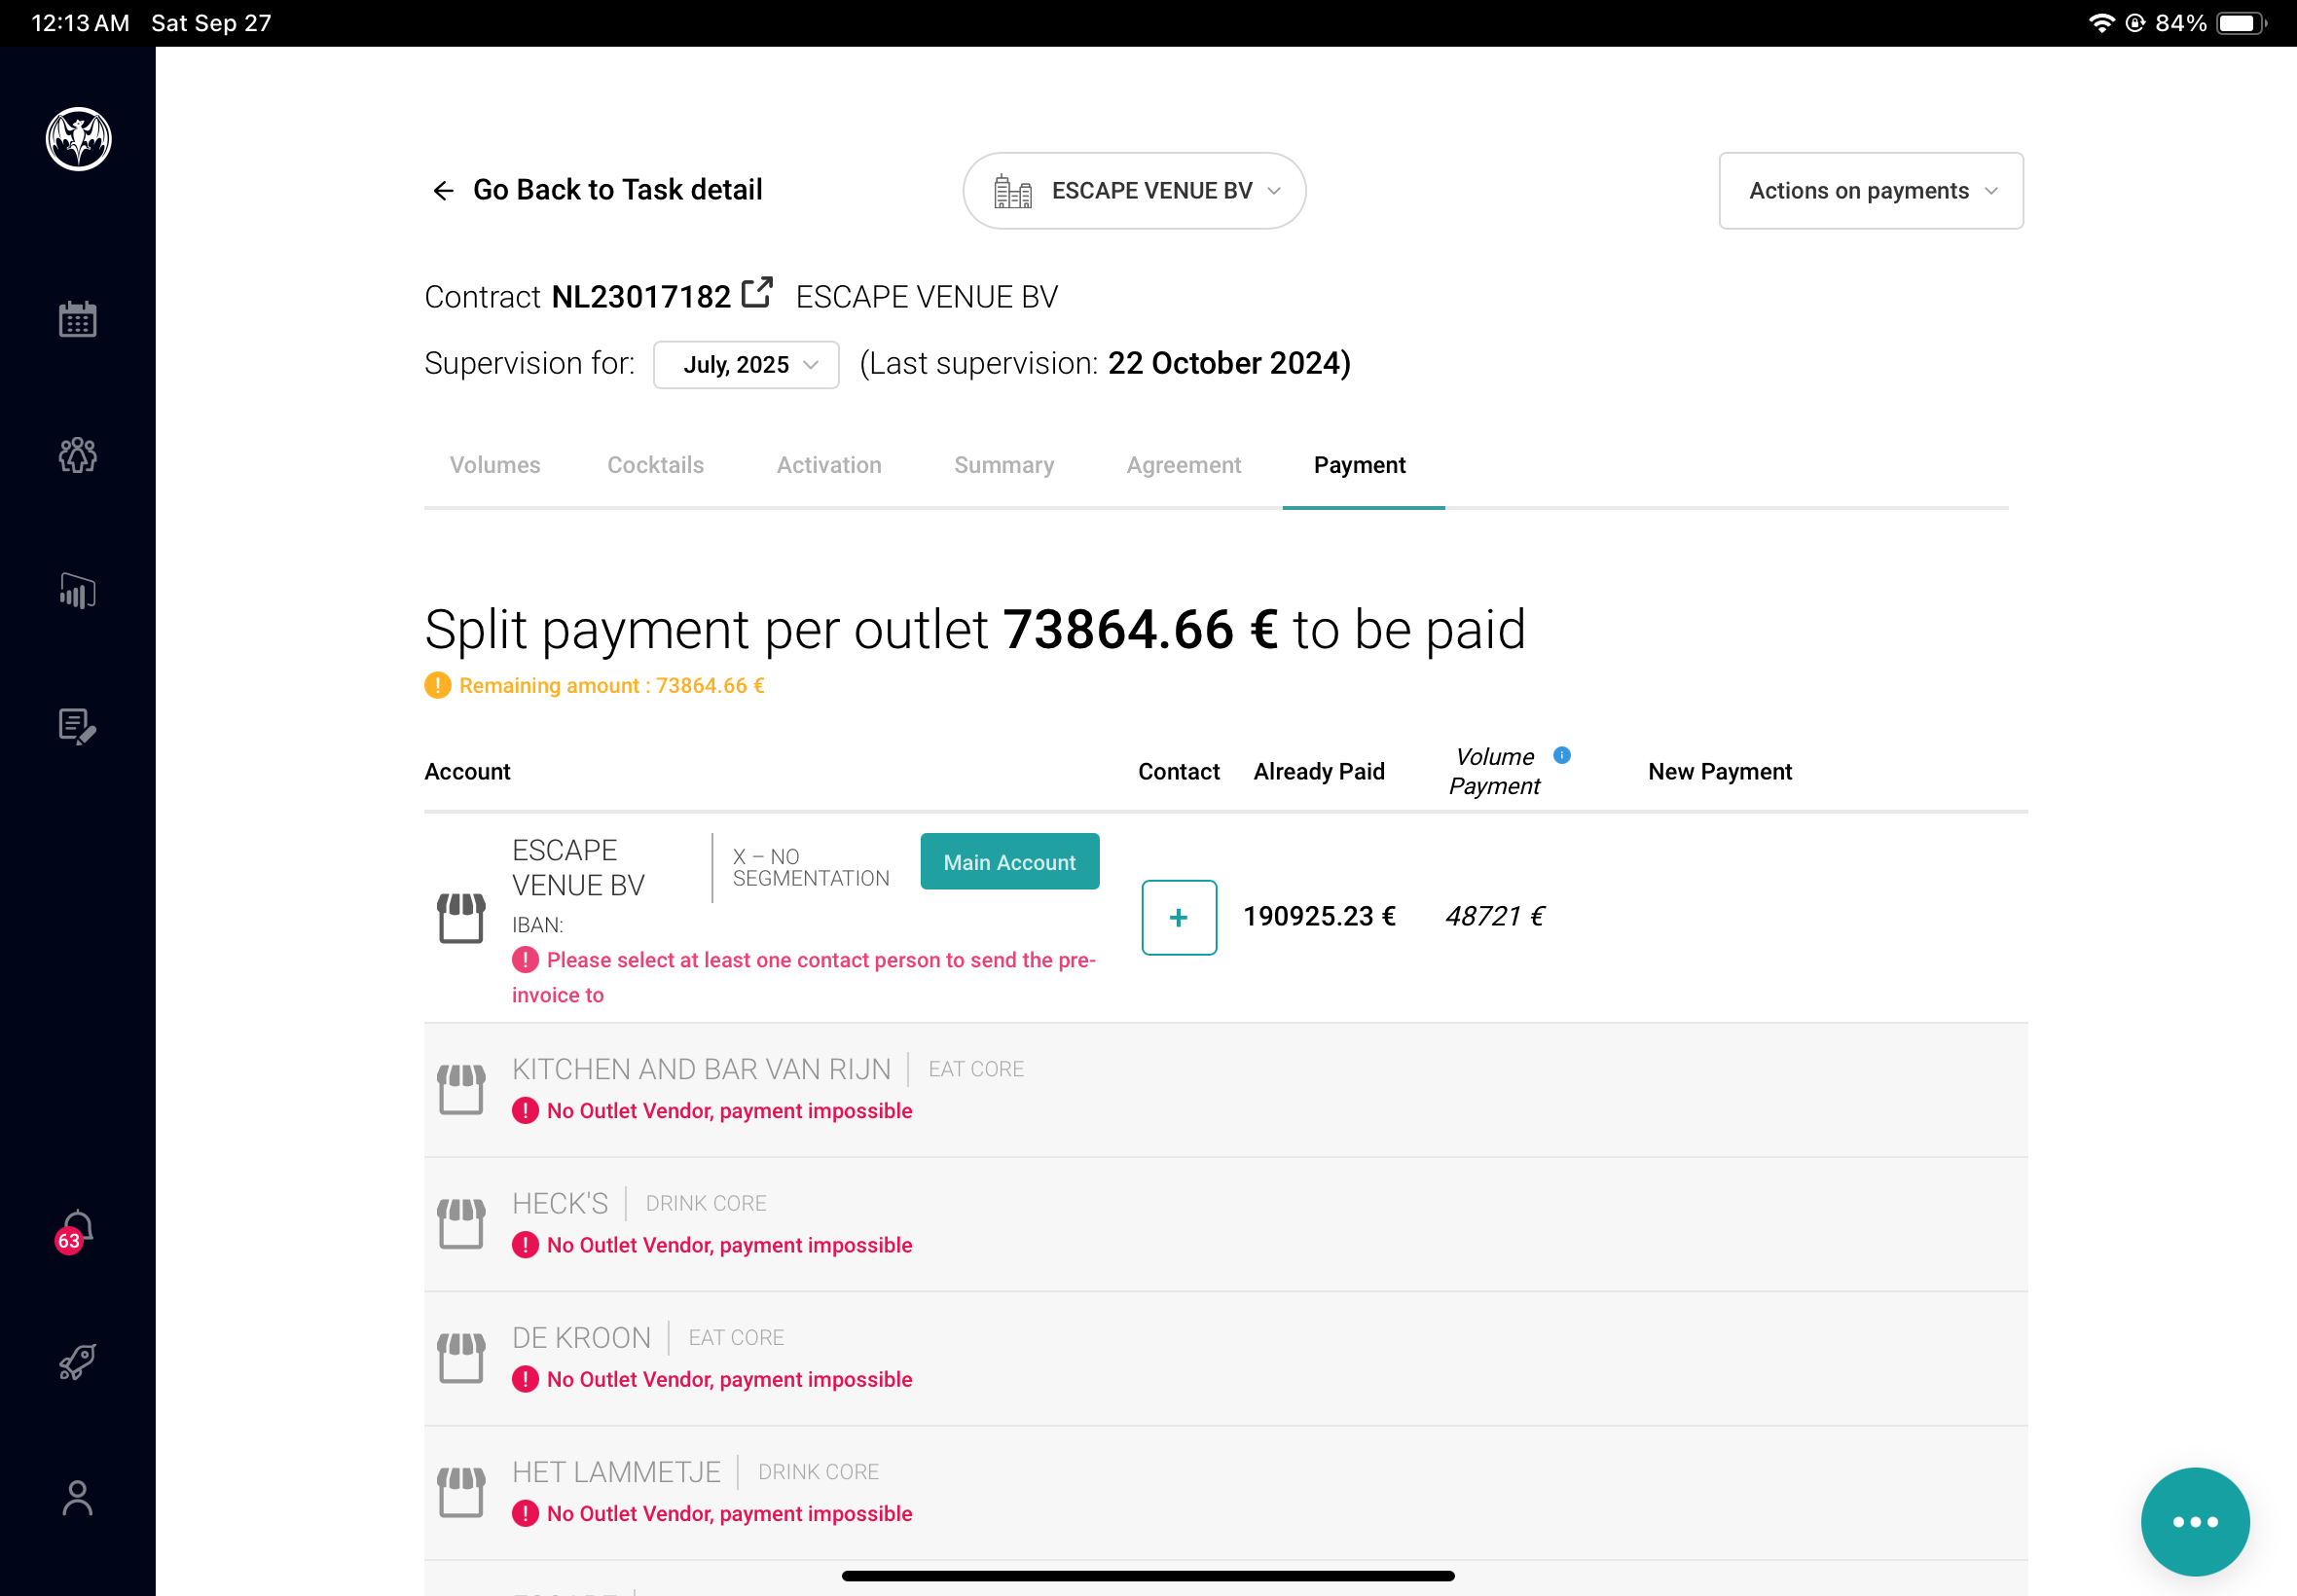 12:13 AM Sat Sep 27
84%
Go Back to Task detail
ESCAPE VENUE BV
Actions on payments
Contract NL23017182 ESCAPE VENUE BV
Supervision for: July, 2025 (Last supervision: 22 October 2024)
Volumes Cocktails Activation Summary Agreement Payment
Split payment per outlet 73864.66 € to be paid
Remaining amount : 73864.66 €
Account Contact Already Paid Volume Payment New Payment
ESCAPE
VENUE BV
X – NO
SEGMENTATION
Main Account
IBAN:
Please select at least one contact person to send the pre-
invoice to
+
190925.23 €
48721 €
KITCHEN AND BAR VAN RIJN EAT CORE
No Outlet Vendor, payment impossible
HECK'S DRINK CORE
No Outlet Vendor, payment impossible
63
DE KROON EAT CORE
No Outlet Vendor, payment impossible
HET LAMMETJE DRINK CORE
No Outlet Vendor, payment impossible